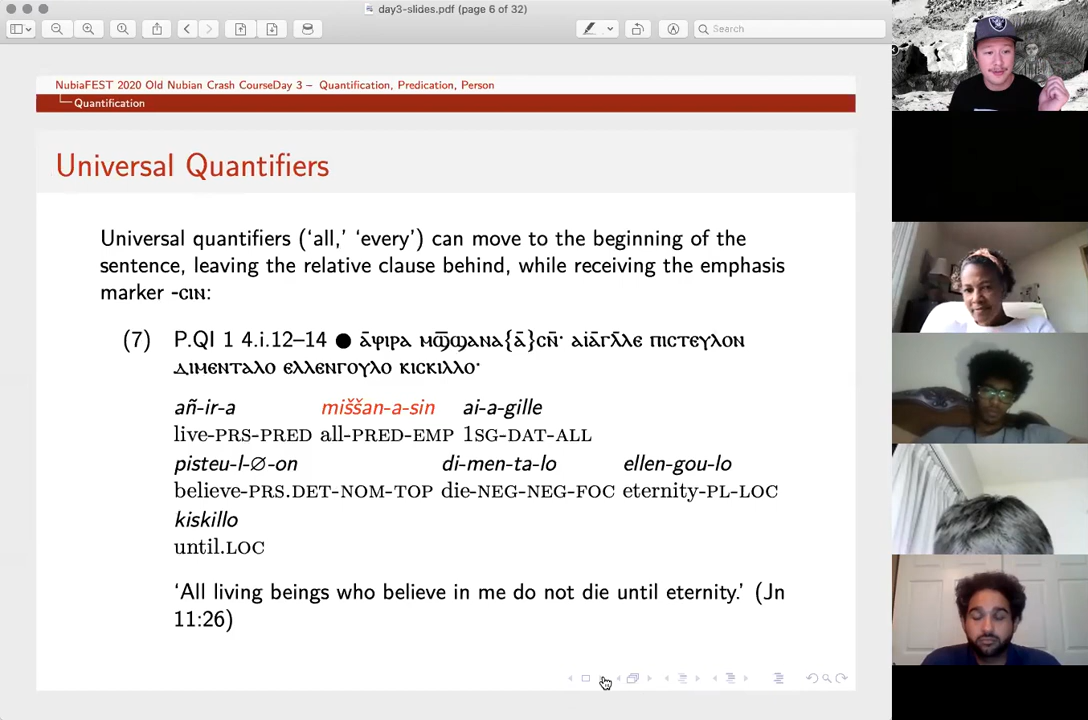 day3-slides.pdf (page 6 of 32)
Search
NubiaFEST 2020 Old Nubian Crash CourseDay 3 – Quantification, Predication, Person
Quantification
Universal Quantifiers
Universal quantifiers (‘all,’ ‘every’) can move to the beginning of the
sentence, leaving the relative clause behind, while receiving the emphasis
marker -ⲥⲓⲛ:
(7) P.QI 1 4.i.12–14 ● ⲁ̄ⳡⲓⲣⲁ ⲙ̅ϣ̅ϣⲁⲛⲁ{ⲁ̄}ⲥⲛ̄· ⲁⲓ̈ⲁ̄ⲅⲗ̄ⲗⲉ ⲡⲓⲥⲧⲉⲩⲗⲟⲛ
ⲇⲓⲙⲉⲛⲧⲁⲗⲟ ⲉⲗⲗⲉⲛⲅⲟⲩⲗⲟ ⲕⲓⲥⲕⲓⲗⲗⲟ·
añ-ir-a miššan-a-sin ai-a-gille
live-PRS-PRED all-PRED-EMP 1SG-DAT-ALL
pisteu-l-∅-on di-men-ta-lo ellen-gou-lo
believe-PRS.DET-NOM-TOP die-NEG-NEG-FOC eternity-PL-LOC
kiskillo
until.LOC
‘All living beings who believe in me do not die until eternity.’ (Jn
11:26)